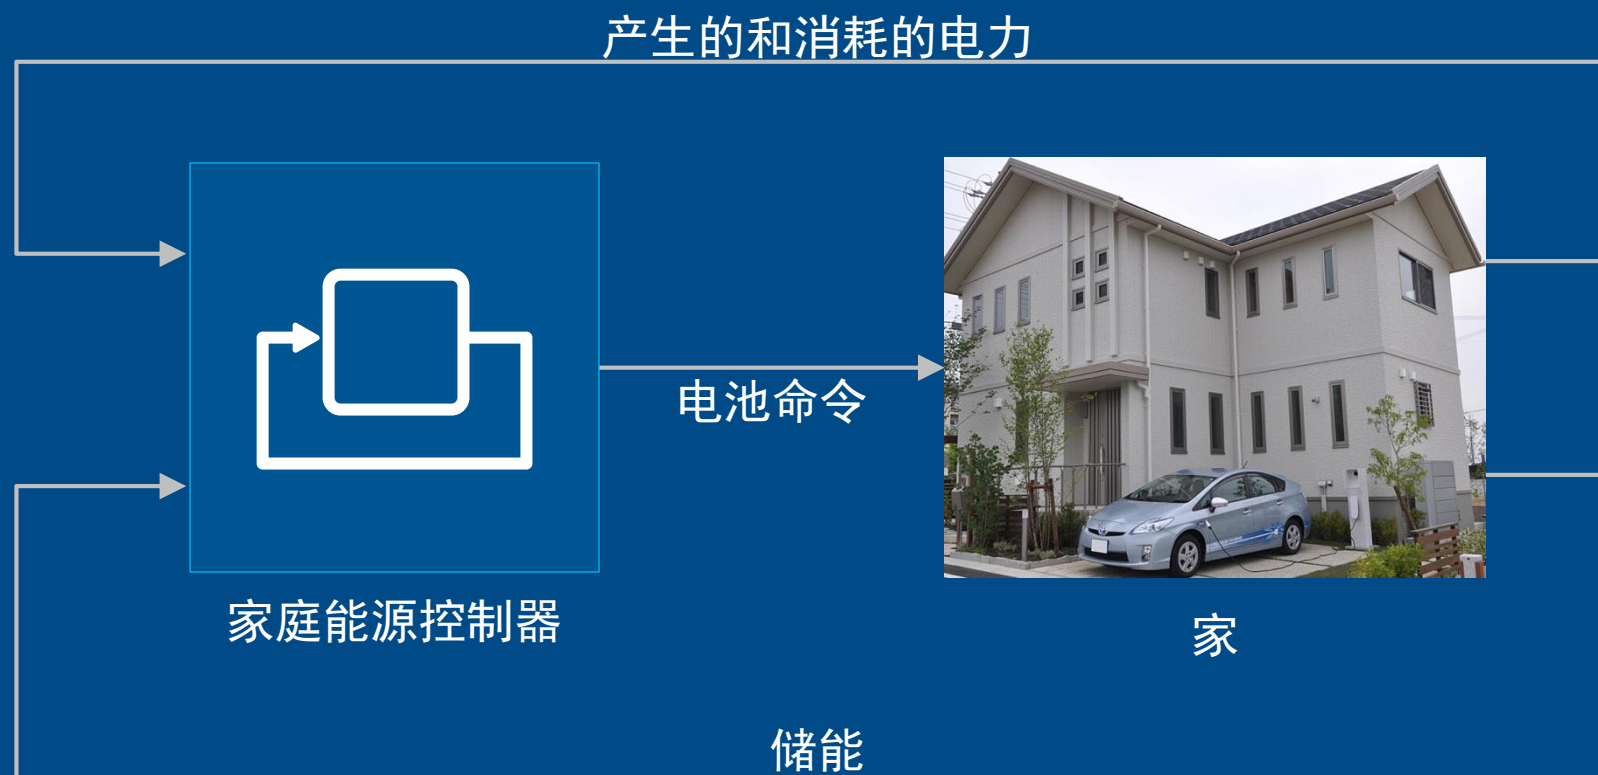 产生的和消耗的电力
电池命令
家庭能源控制器
家
储能